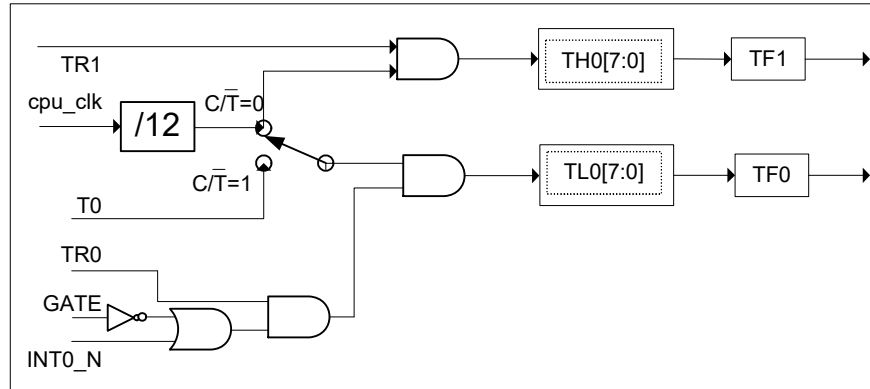 TR1
TH0[7:0]
TF1
cpu_clk
/12
C/T̅=0
C/T̅=1
TL0[7:0]
TF0
T0
TR0
GATE
INT0_N